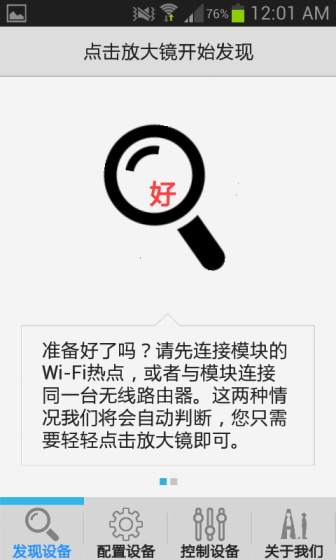 76% 12:01 AM
点击放大镜开始发现
好
准备好了吗？请先连接模块的
Wi-Fi热点，或者与模块连接
同一台无线路由器。这两种情
况我们将会自动判断，您只需
要轻轻点击放大镜即可。
发现设备 配置设备 控制设备 关于我们